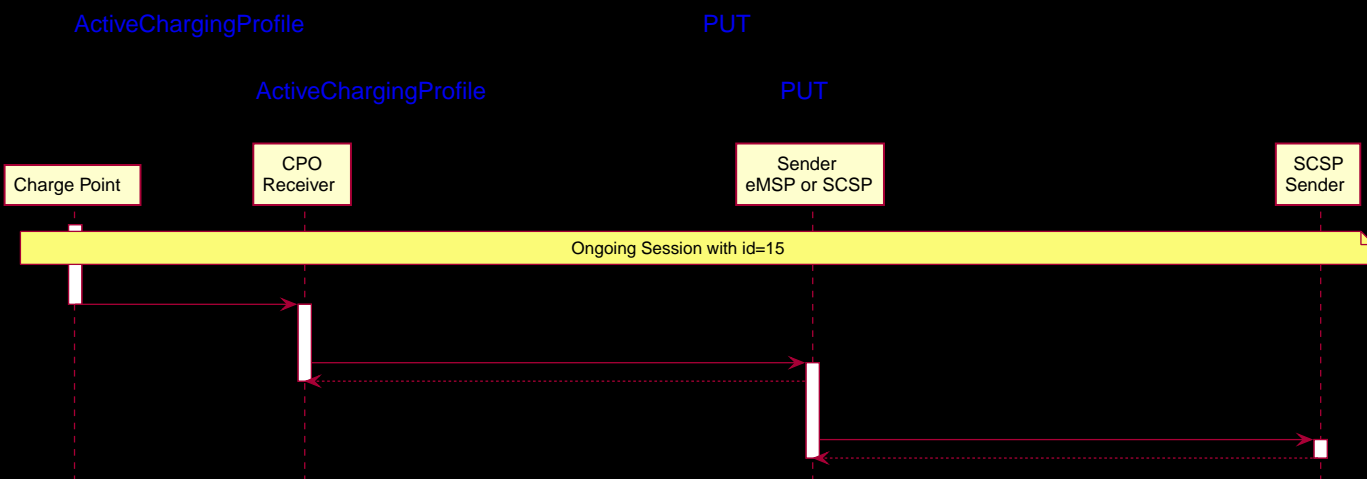 ActiveChargingProfile PUT
ActiveChargingProfile PUT
Charge Point
CPO
Receiver
Sender
eMSP or SCSP
SCSP
Sender
Ongoing Session with id=15